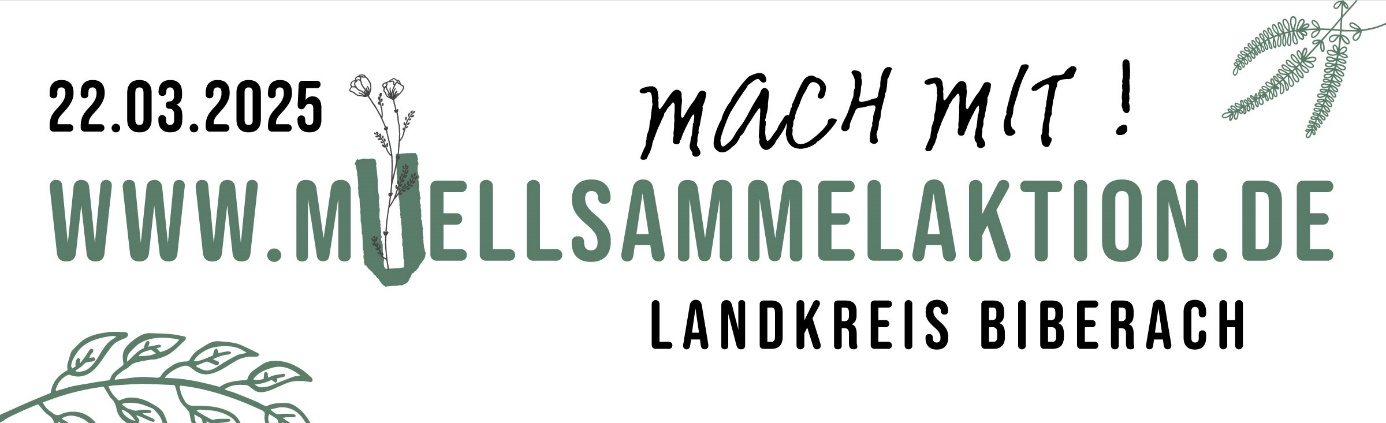 22.03.2025
MACH MIT !
WWW.MUELLSAMMELAKTION.DE
LANDKREIS BIBERACH